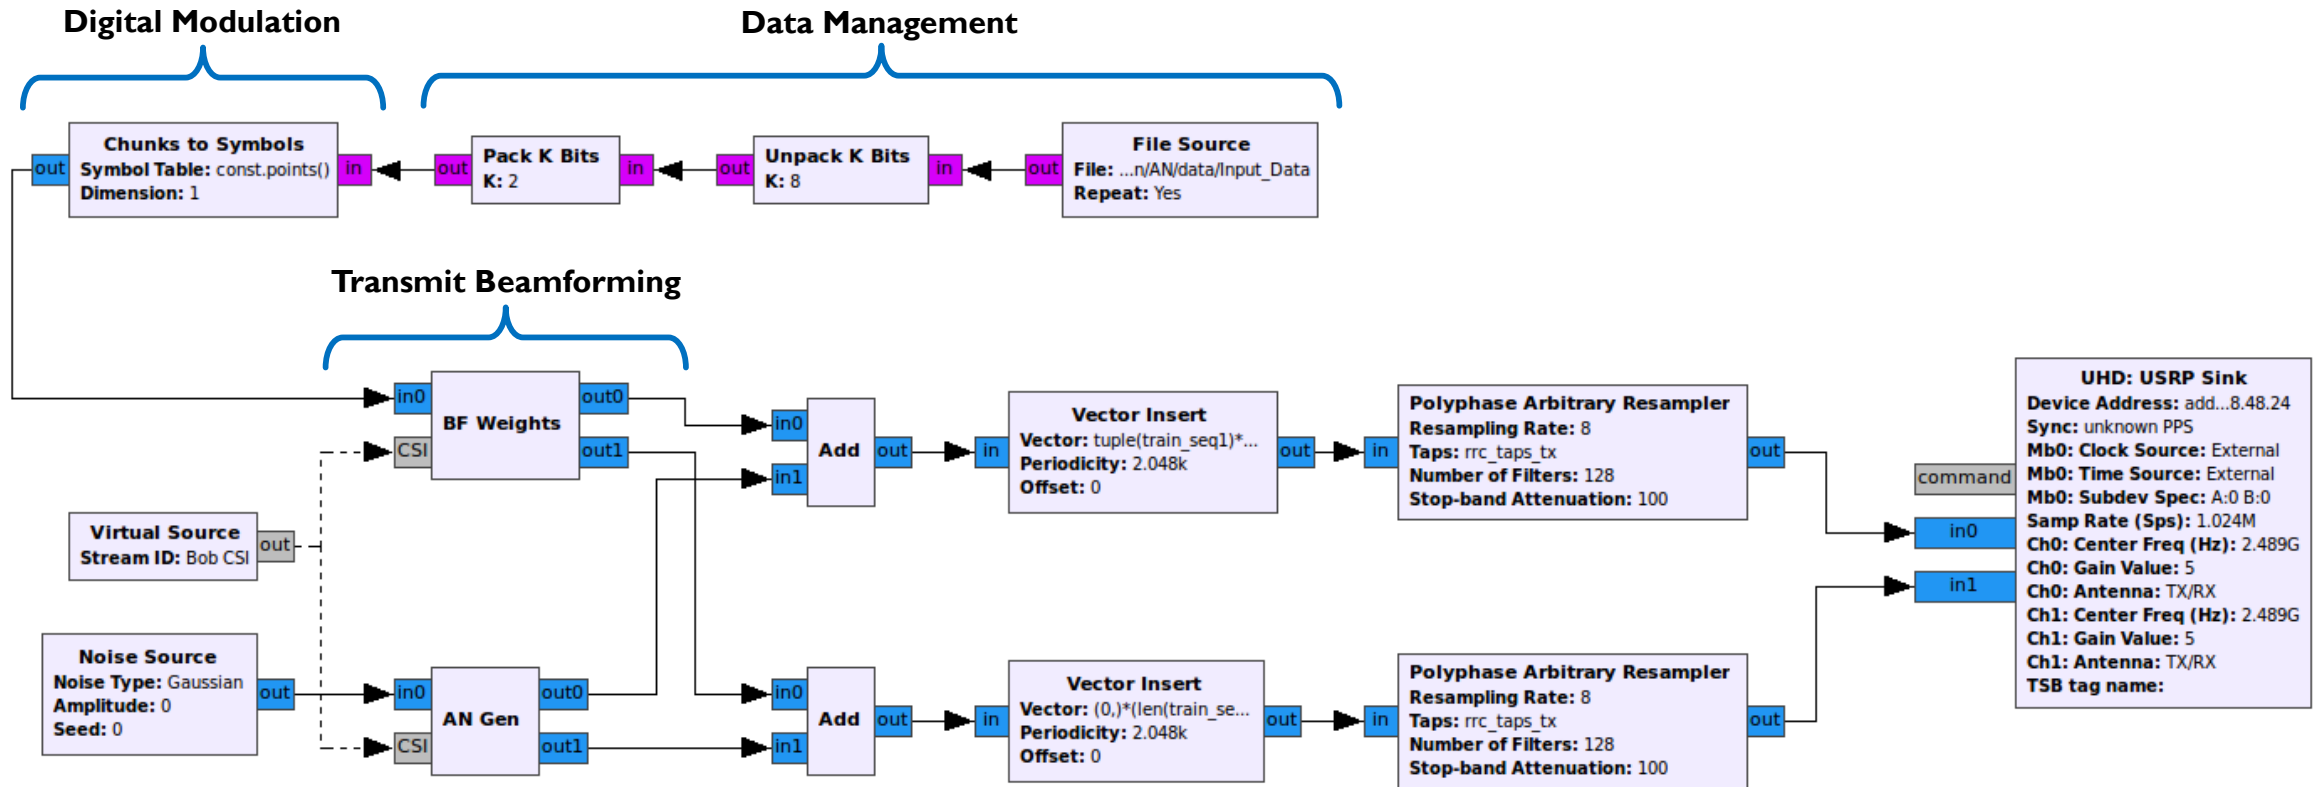 Digital Modulation
Data Management
out
Chunks to Symbols
Symbol Table: const.points()
Dimension: 1
in
out
Pack K Bits
K: 2
in
out
Unpack K Bits
K: 8
in
out
File Source
File: ...n/AN/data/Input_Data
Repeat: Yes
Transmit Beamforming
in0
CSI
BF Weights
out0
out1
in0
in1
Add
out
in
Vector Insert
Vector: tuple(train_seq1)*...
Periodicity: 2.048k
Offset: 0
out
in
Polyphase Arbitrary Resampler
Resampling Rate: 8
Taps: rrc_taps_tx
Number of Filters: 128
Stop-band Attenuation: 100
out
command
in0
in1
UHD: USRP Sink
Device Address: add...8.48.24
Sync: unknown PPS
Mb0: Clock Source: External
Mb0: Time Source: External
Mb0: Subdev Spec: A:0 B:0
Samp Rate (Sps): 1.024M
Ch0: Center Freq (Hz): 2.489G
Ch0: Gain Value: 5
Ch0: Antenna: TX/RX
Ch1: Center Freq (Hz): 2.489G
Ch1: Gain Value: 5
Ch1: Antenna: TX/RX
TSB tag name:
Virtual Source
Stream ID: Bob CSI
out
Noise Source
Noise Type: Gaussian
Amplitude: 0
Seed: 0
out
in0
CSI
AN Gen
out0
out1
in0
in1
Add
out
in
Vector Insert
Vector: (0,)*(len(train_se...
Periodicity: 2.048k
Offset: 0
out
in
Polyphase Arbitrary Resampler
Resampling Rate: 8
Taps: rrc_taps_tx
Number of Filters: 128
Stop-band Attenuation: 100
out